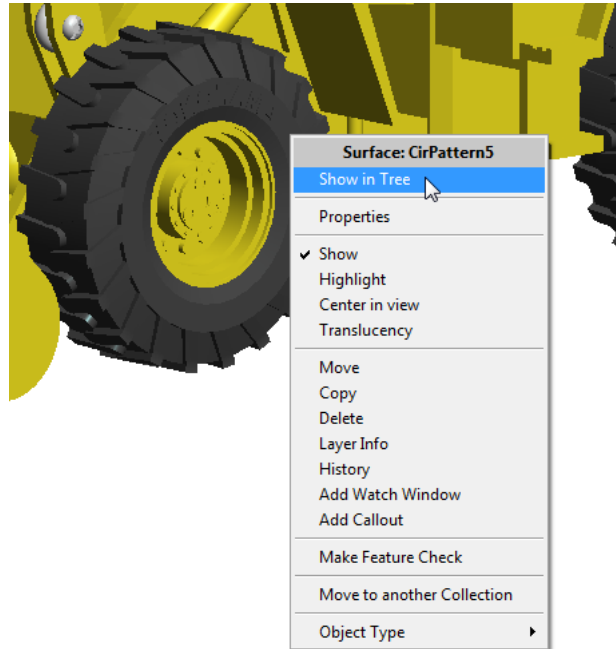 Surface: CirPattern5
Show in Tree
Properties
Show
Highlight
Center in view
Translucency
Move
Copy
Delete
Layer Info
History
Add Watch Window
Add Callout
Make Feature Check
Move to another Collection
Object Type